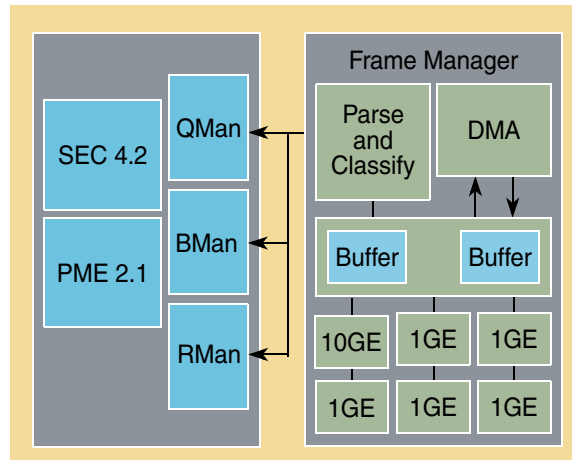 Frame Manager
SEC 4.2
PME 2.1
QMan
BMan
RMan
Parse
and
Classify
DMA
Buffer
Buffer
10GE
1GE
1GE
1GE
1GE
1GE